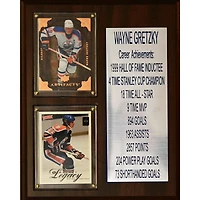 WAYNE GRETZKY
Career Achievements:
1999 HALL OF FAME INDUCTEE
4 TIME STANLEY CUP CHAMPION
18 TIME ALL - STAR
9 TIME MVP
894 GOALS
1963 ASSISTS
2857 POINTS
204 POWER PLAY GOALS
73 SHORTHANDED GOALS
ARTIFACTS
Legacy